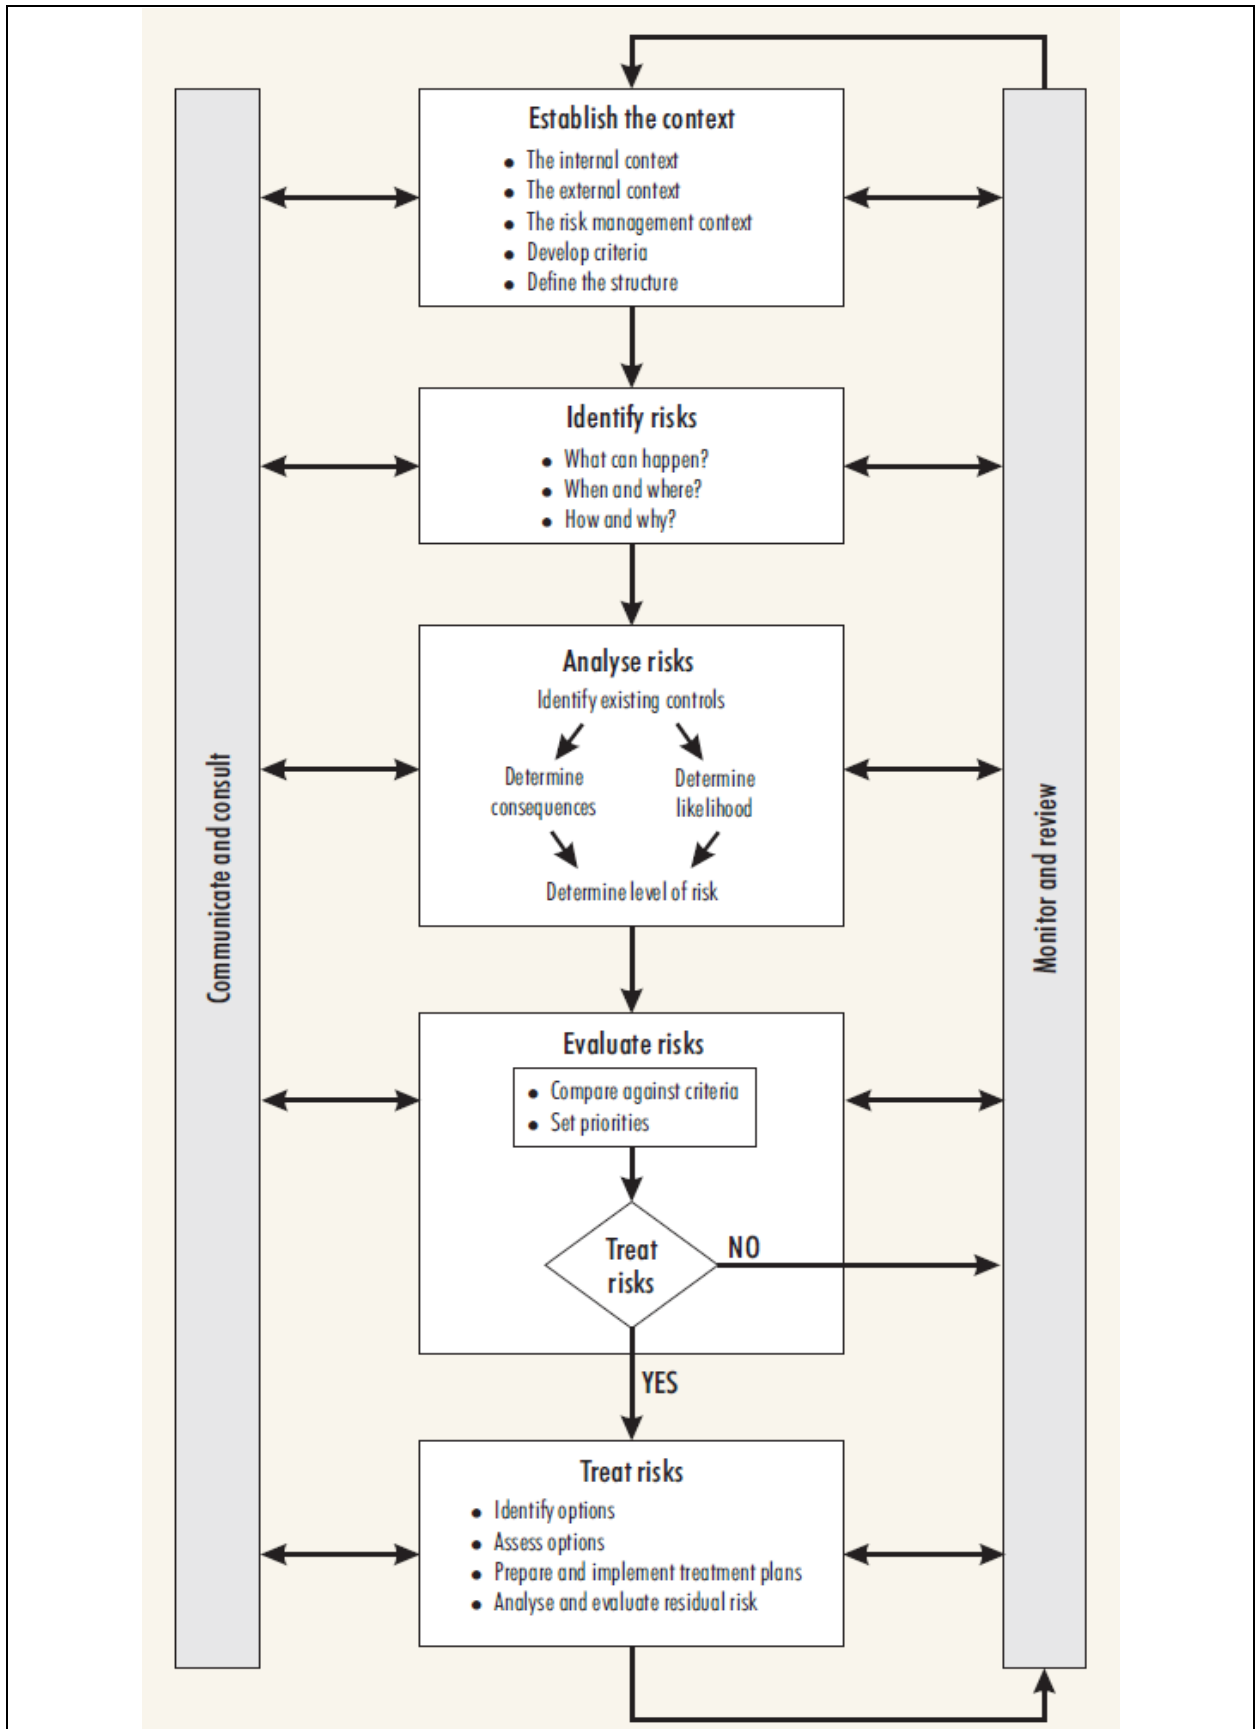 Establish the context
• The internal context
• The external context
• The risk management context
• Develop criteria
• Define the structure
Identify risks
• What can happen?
• When and where?
• How and why?
Analyse risks
Identify existing controls
Determine
consequences
Determine
likelihood
Determine level of risk
Communicate and consult
Monitor and review
Evaluate risks
• Compare against criteria
• Set priorities
Treat
risks
NO
YES
Treat risks
• Identify options
• Assess options
• Prepare and implement treatment plans
• Analyse and evaluate residual risk